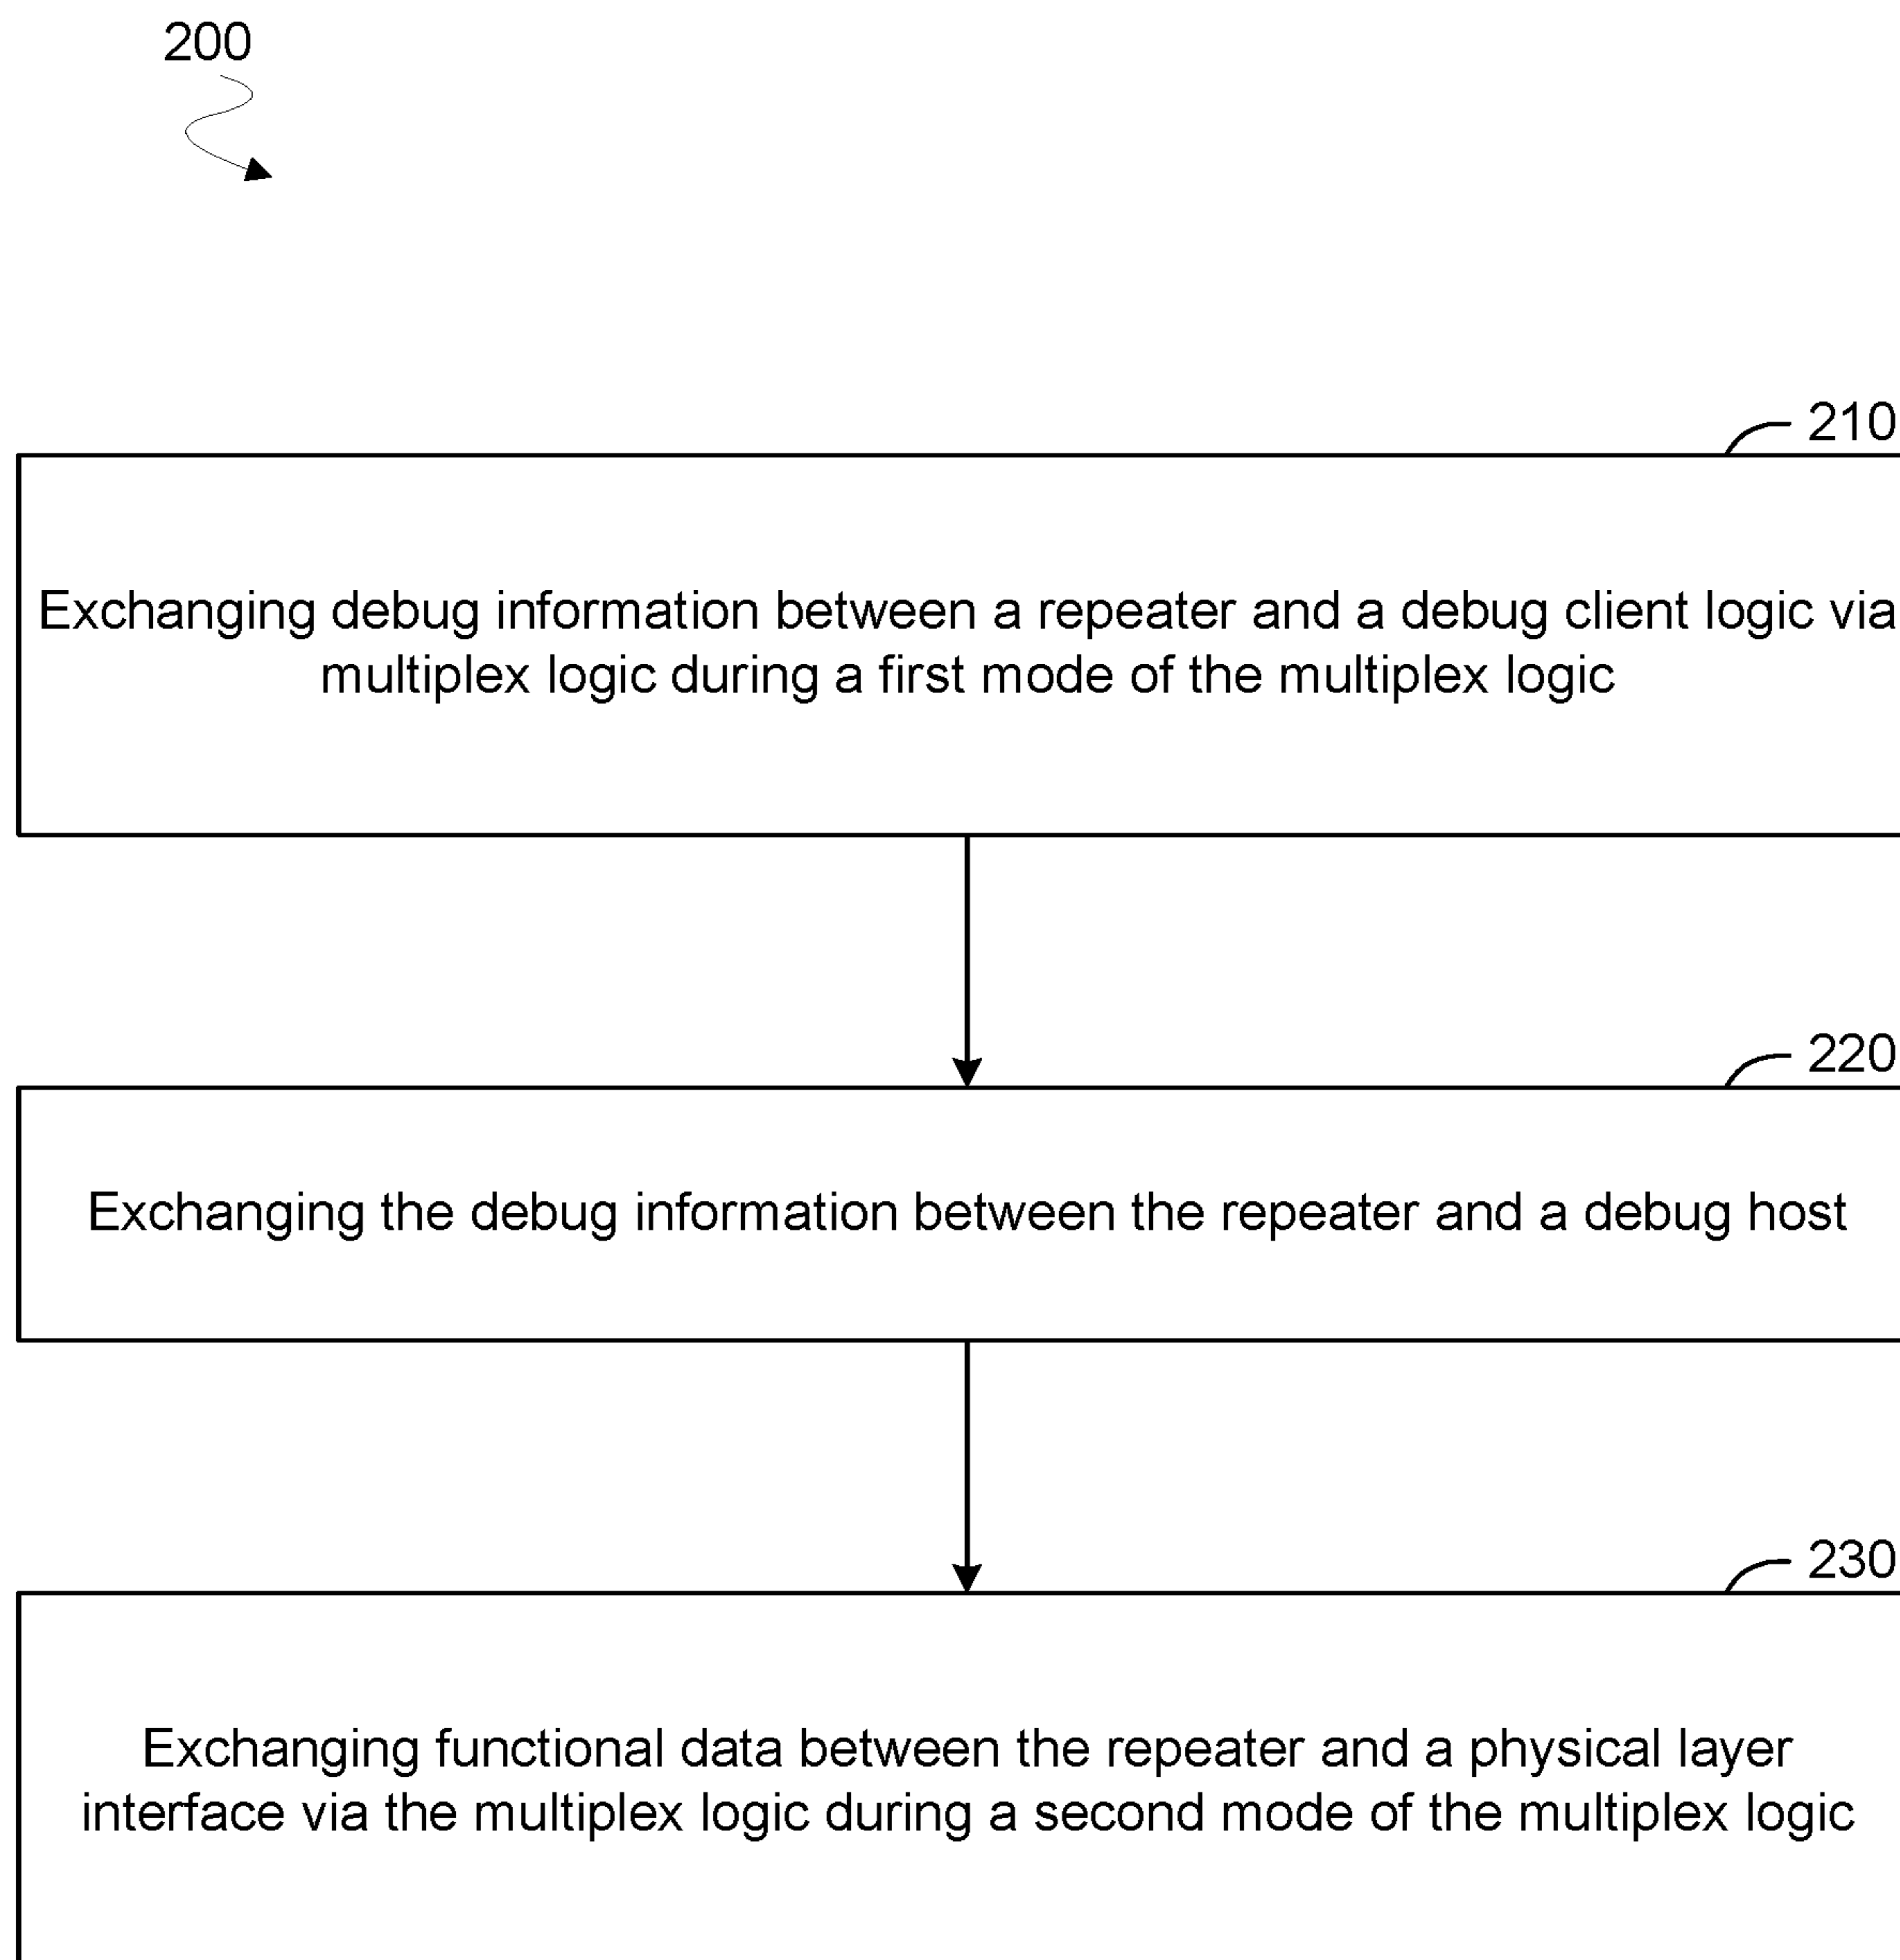 200
210
Exchanging debug information between a repeater and a debug client logic via
multiplex logic during a first mode of the multiplex logic
220
Exchanging the debug information between the repeater and a debug host
230
Exchanging functional data between the repeater and a physical layer
interface via the multiplex logic during a second mode of the multiplex logic